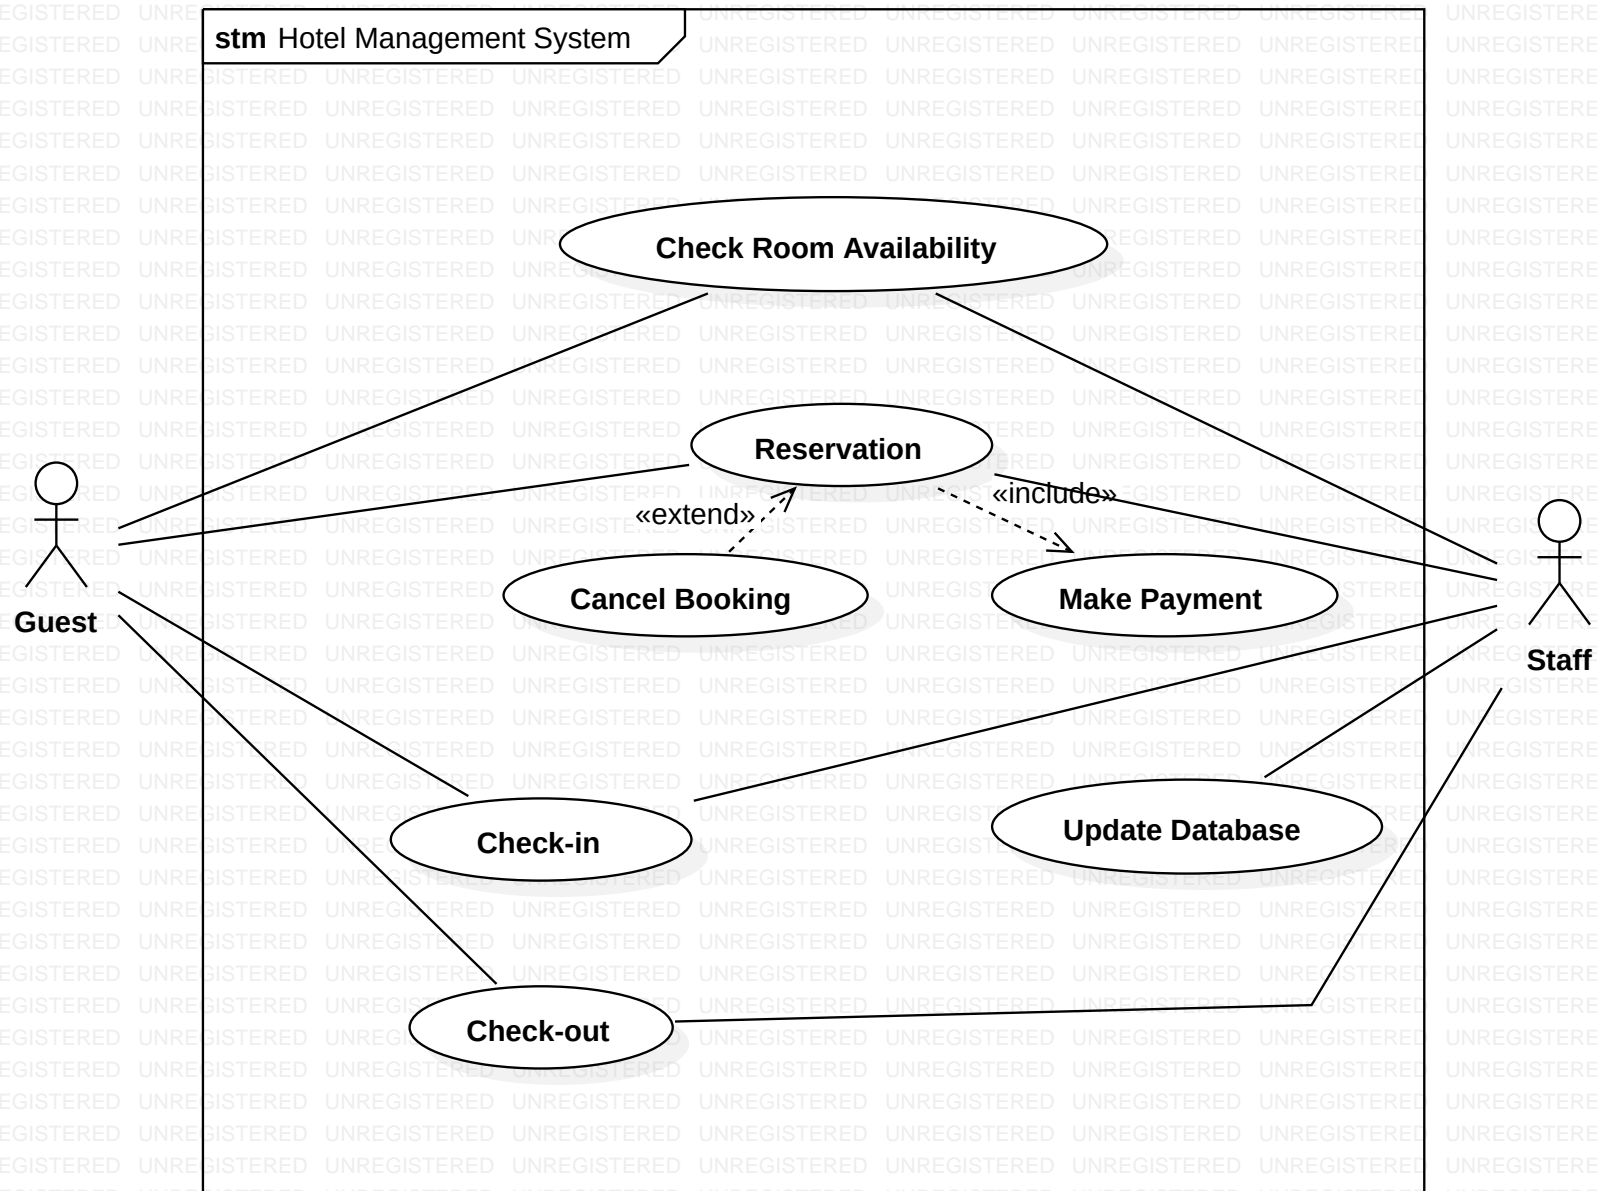 stm Hotel Management System
Check Room Availability
Reservation
«include»
«extend»
Cancel Booking
Make Payment
Guest
Staff
Update Database
Check-in
Check-out
UNREGISTERED